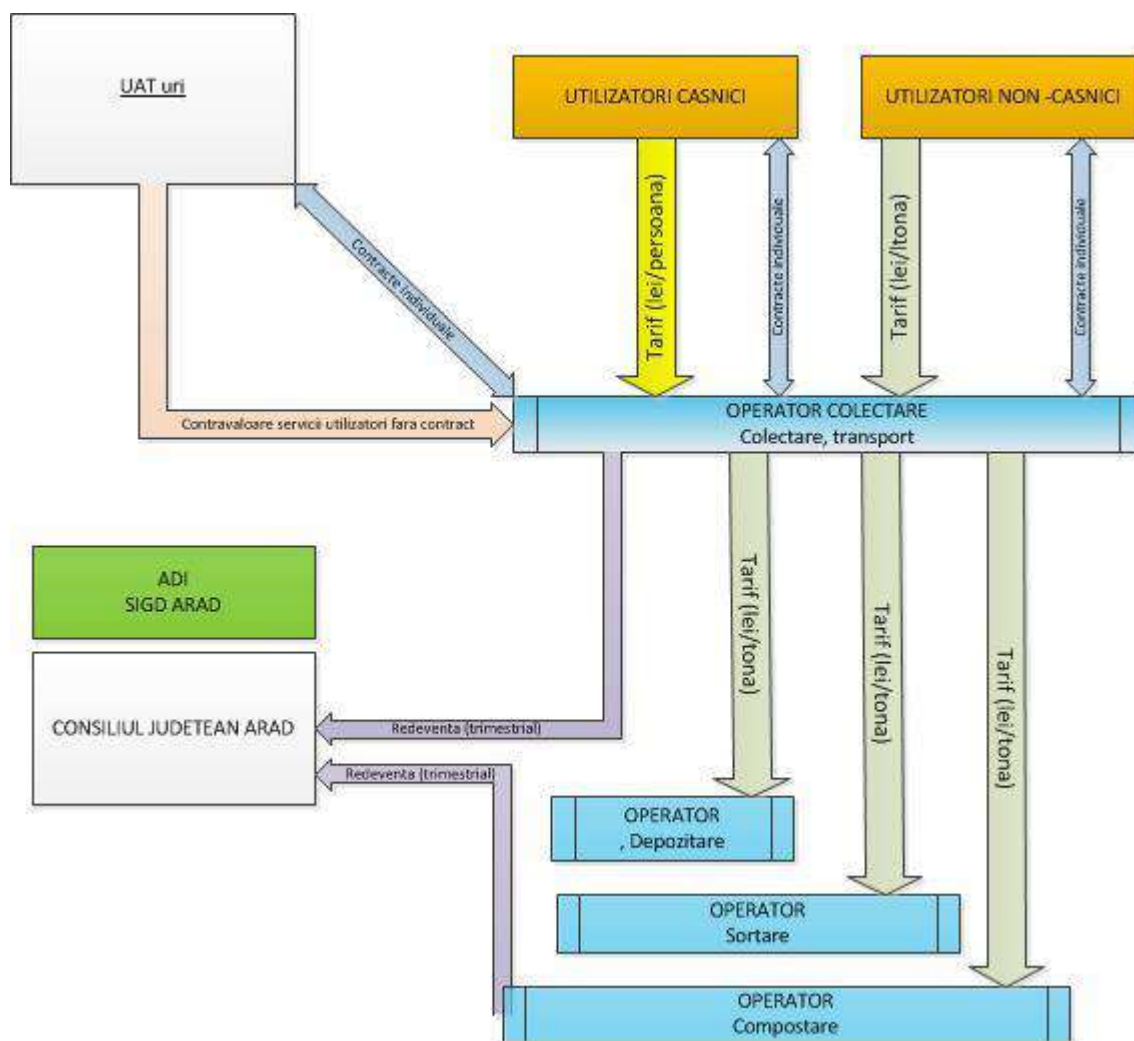 UAT uri
UTILIZATORI CASNICI
UTILIZATORI NON -CASNICI
Contracte individuale
Tarif (lei/persoana)
Contracte individuale
Tarif (lei/ltona)
Contracte individuale
OPERATOR COLECTARE
Colectare, transport
Contravaloare servicii utilizatori fara contract
ADI
SIGD ARAD
CONSILIUL JUDETEAN ARAD
Redeventa (trimestrial)
Redeventa (trimestrial)
Tarif (lei/tona)
Tarif (lei/tona)
Tarif (lei/tona)
OPERATOR
, Depozitare
OPERATOR
Sortare
OPERATOR
Compostare